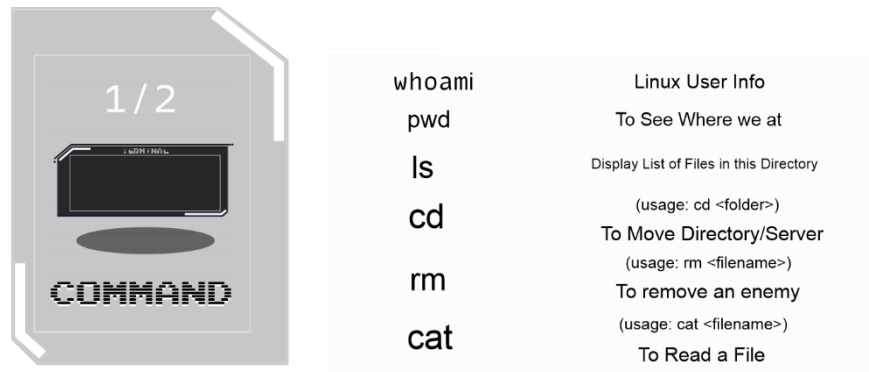 1/2
TERMINAL
COMMAND
whoami Linux User Info
pwd To See Where we at
ls Display List of Files in this Directory
cd (usage: cd <folder>)
To Move Directory/Server
rm (usage: rm <filename>)
To remove an enemy
cat (usage: cat <filename>)
To Read a File